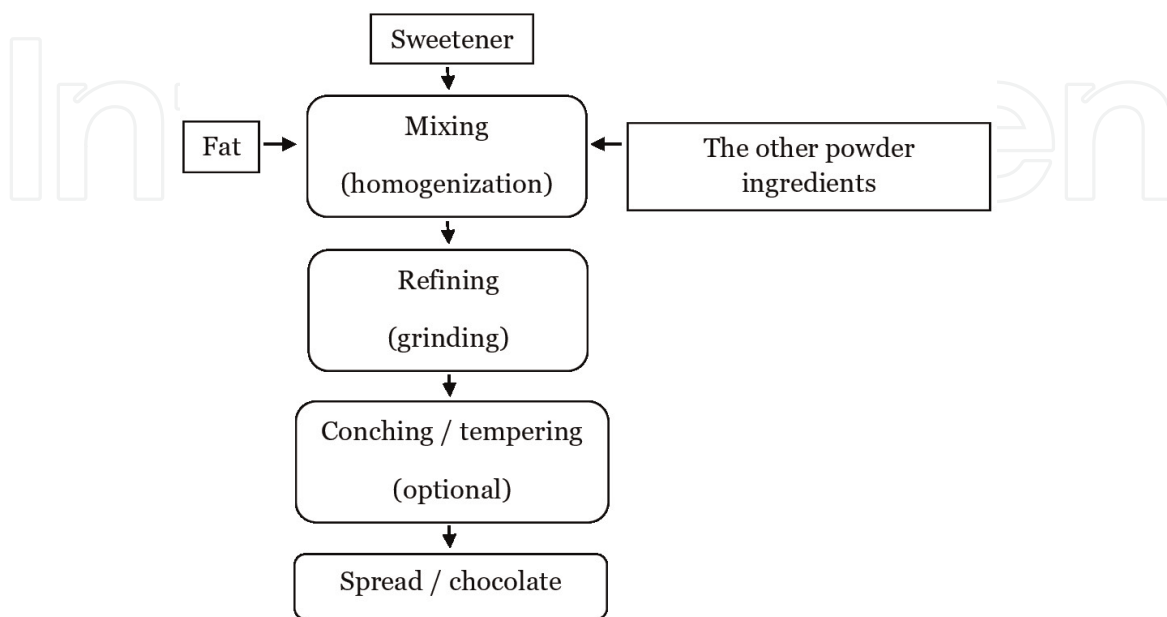 Sweetener
Mixing
(homogenization)
Fat
The other powder
ingredients
Refining
(grinding)
Conching / tempering
(optional)
Spread / chocolate